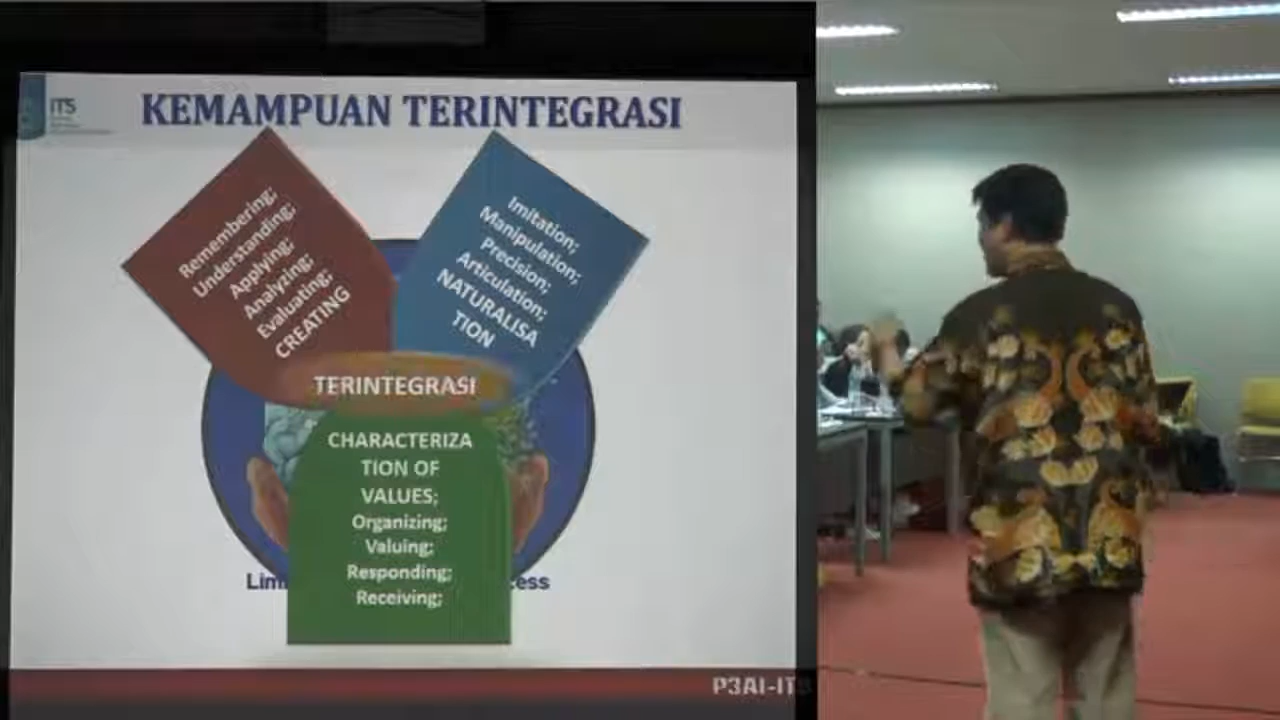 ITS
KEMAMPUAN TERINTEGRASI
Remembering;
Understanding;
Applying;
Analyzing;
Evaluating;
CREATING
Imitation;
Manipulation;
Precision;
Articulation;
NATURALISA
TION
TERINTEGRASI
CHARACTERIZA
TION OF
VALUES;
Organizing;
Valuing;
Responding;
Receiving;
P3AI-ITS